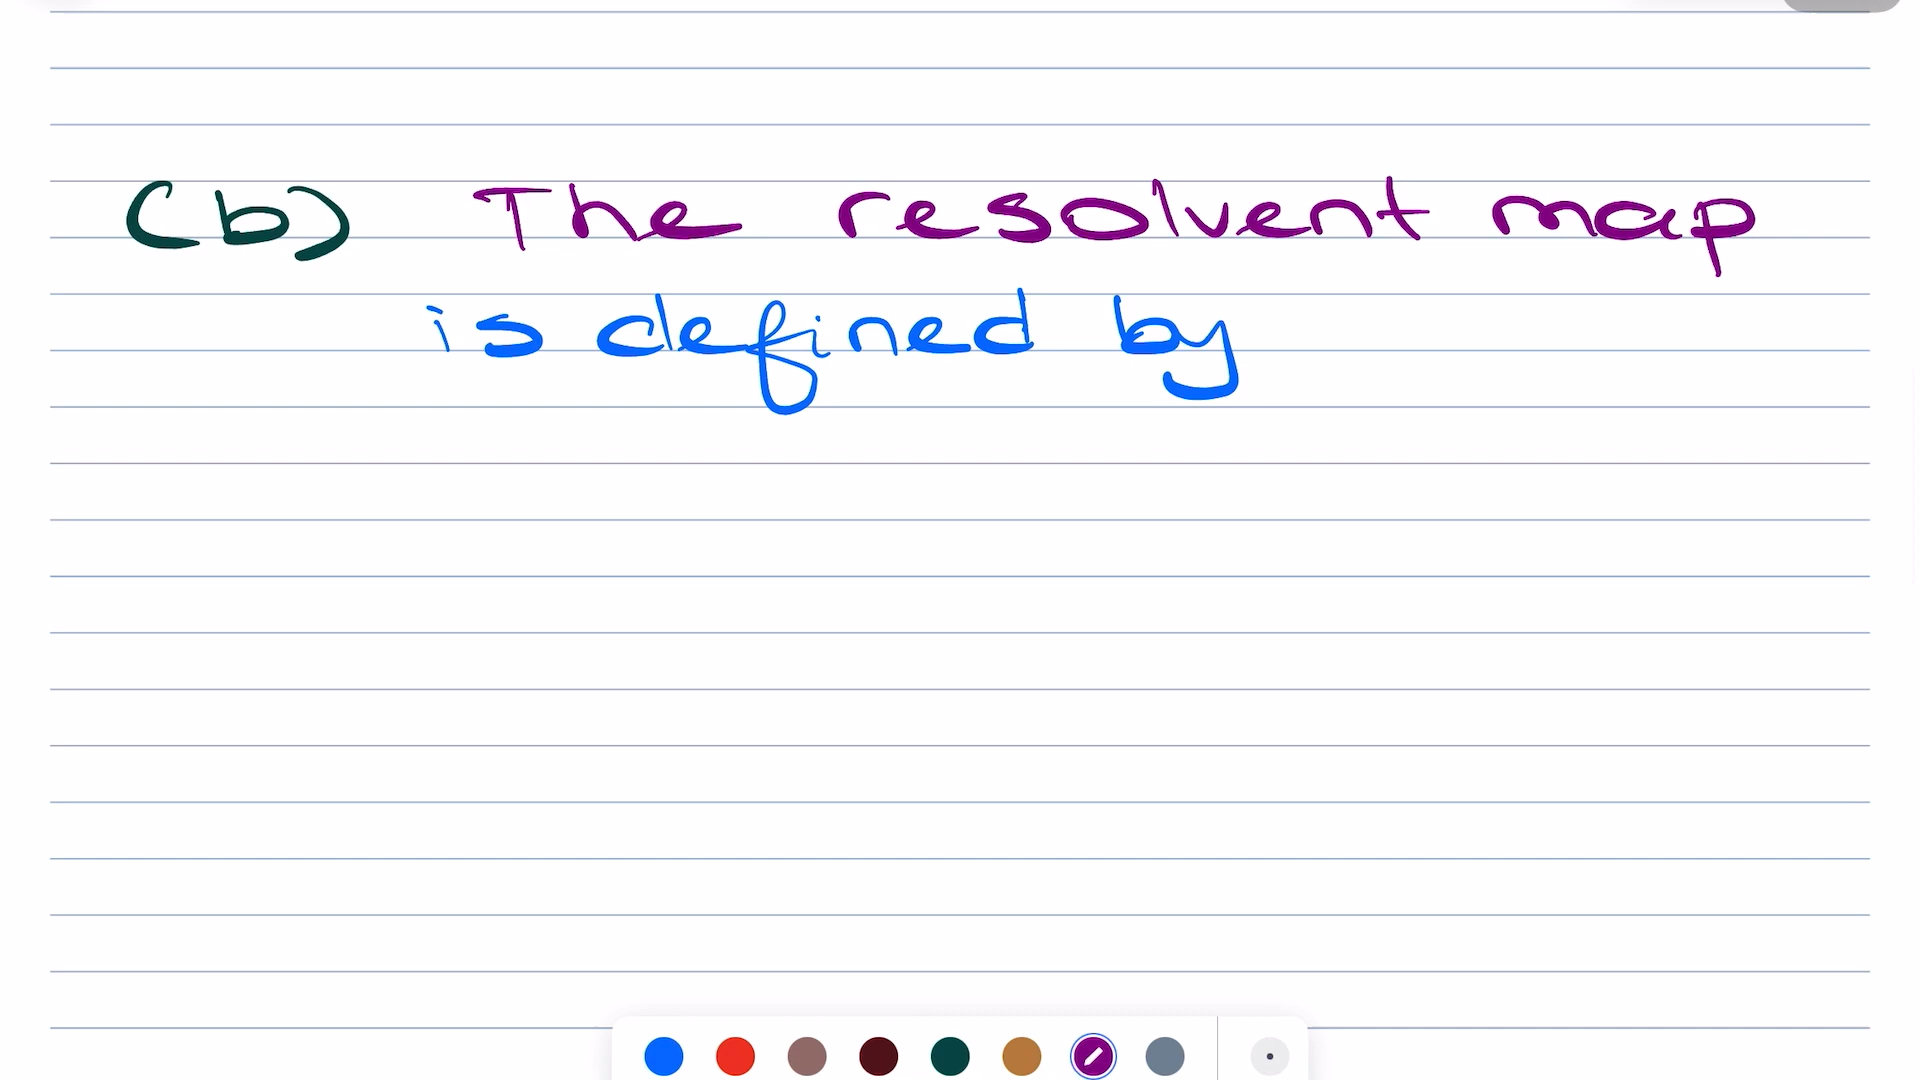 (b) The resolvent map
is defined by